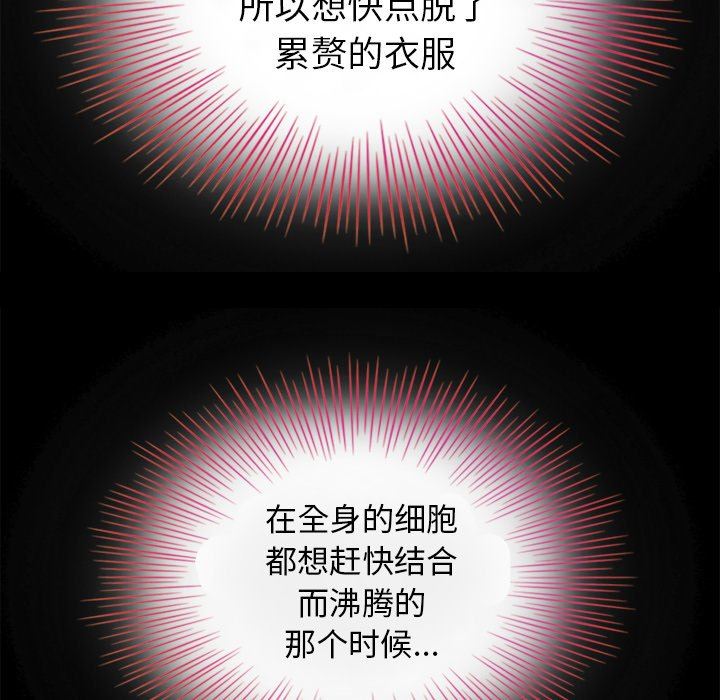 所以想快点脱了
累赘的衣服
在全身的细胞
都想赶快结合
而沸腾的
那个时候...